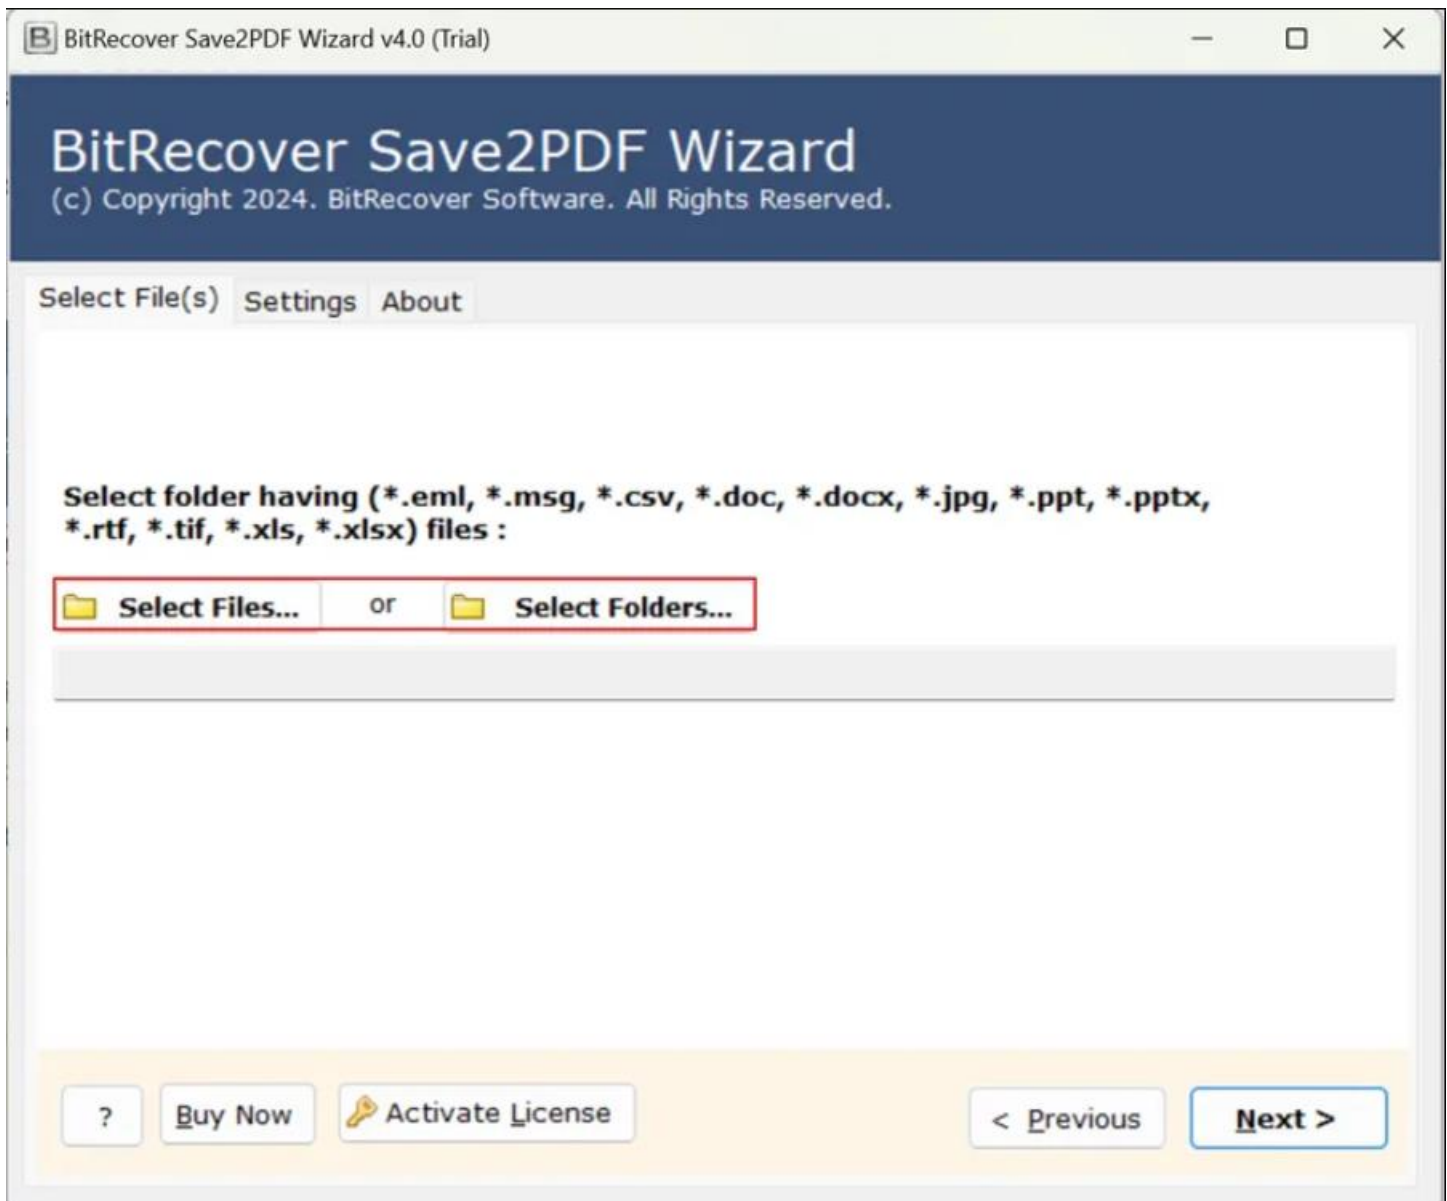 BitRecover Save2PDF Wizard v4.0 (Trial)
BitRecover Save2PDF Wizard
(c) Copyright 2024. BitRecover Software. All Rights Reserved.
Select File(s) Settings About
Select folder having (*.eml, *.msg, *.csv, *.doc, *.docx, *.jpg, *.ppt, *.pptx,
*.rtf, *.tif, *.xls, *.xlsx) files :
Select Files... or Select Folders...
? Buy Now Activate License < Previous Next >